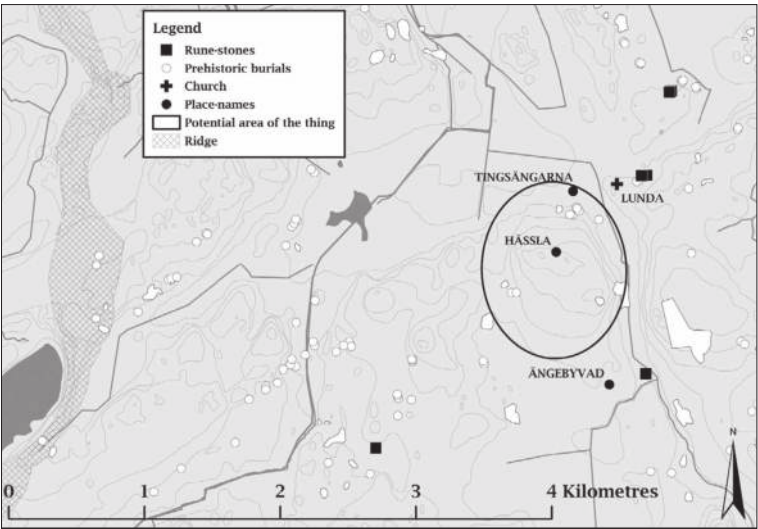 Legend
Rune-stones
Prehistoric burials
Church
Place-names
Potential area of the thing
Ridge
TINGSÄNGARNA
LUNDA
HÄSSLA
ÄNGEBYVAD
N
0 1 2 3 4 Kilometres